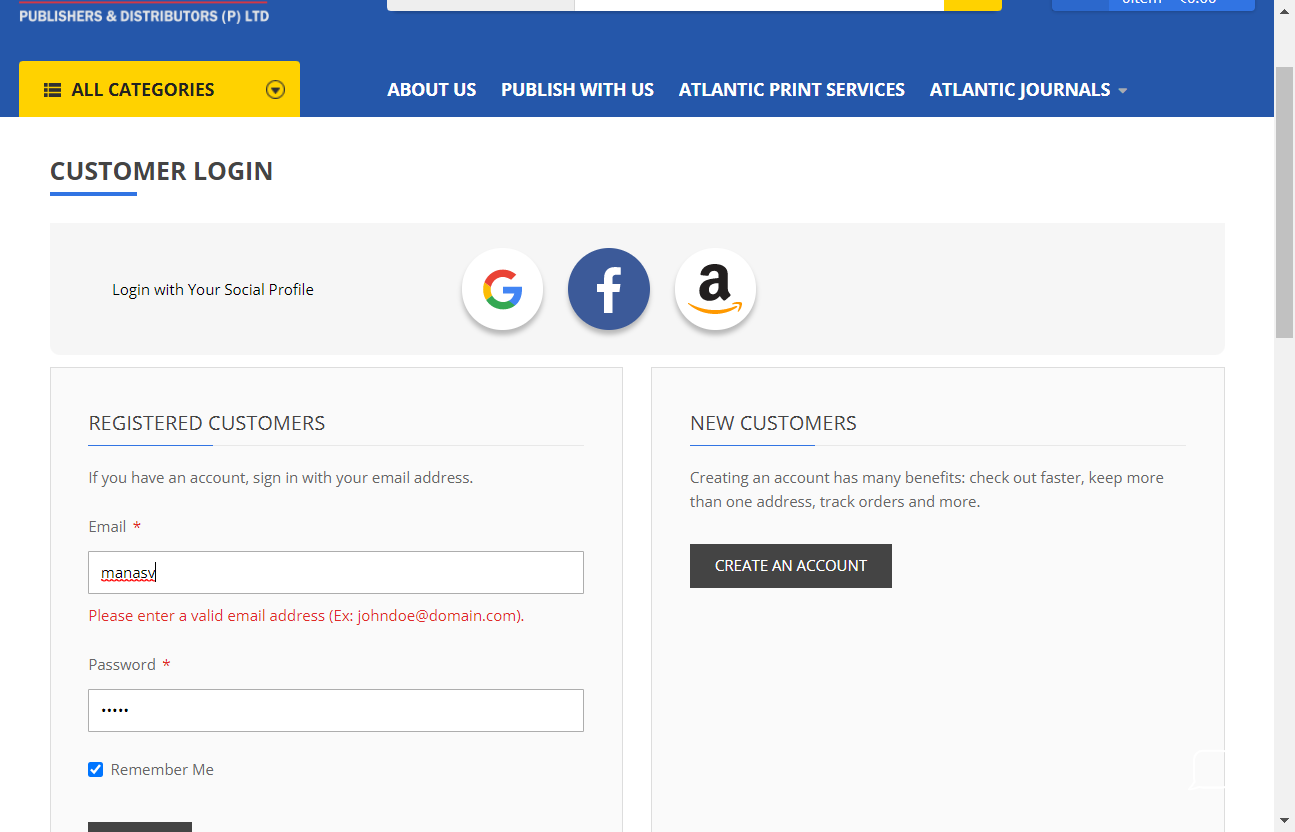 PUBLISHERS & DISTRIBUTORS (P) LTD
ALL CATEGORIES
ABOUT US
PUBLISH WITH US
ATLANTIC PRINT SERVICES
ATLANTIC JOURNALS
CUSTOMER LOGIN
Login with Your Social Profile
REGISTERED CUSTOMERS
If you have an account, sign in with your email address.
Email *
manasv
Please enter a valid email address (Ex: johndoe@domain.com).
Password *
•••••
Remember Me
NEW CUSTOMERS
Creating an account has many benefits: check out faster, keep more
than one address, track orders and more.
CREATE AN ACCOUNT